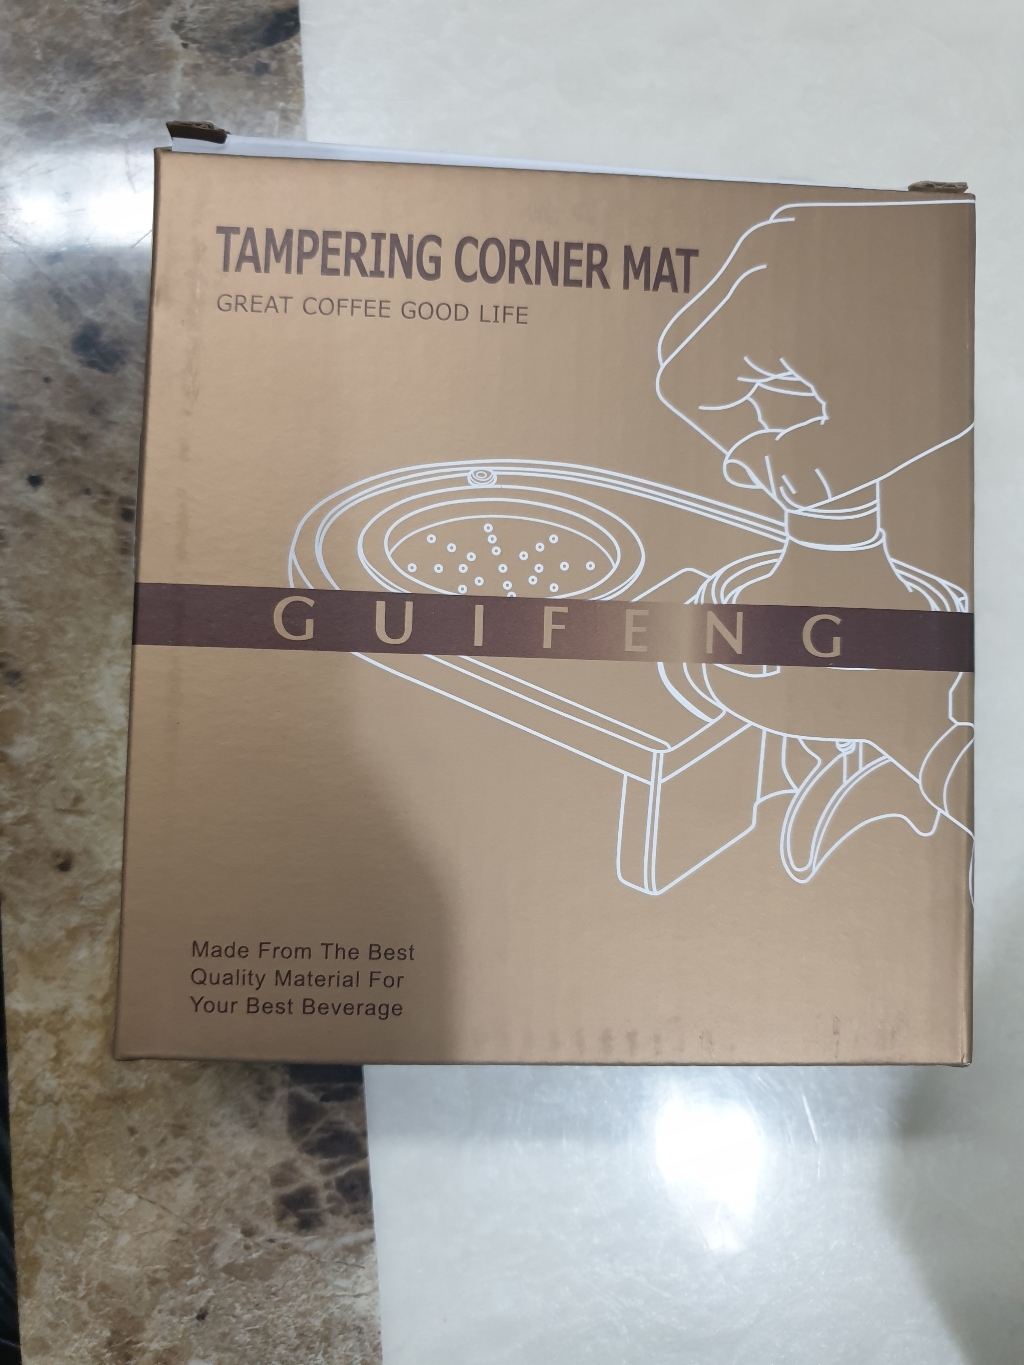 TAMPERING CORNER MAT
GREAT COFFEE GOOD LIFE
GUIFENG
Made From The Best
Quality Material For
Your Best Beverage